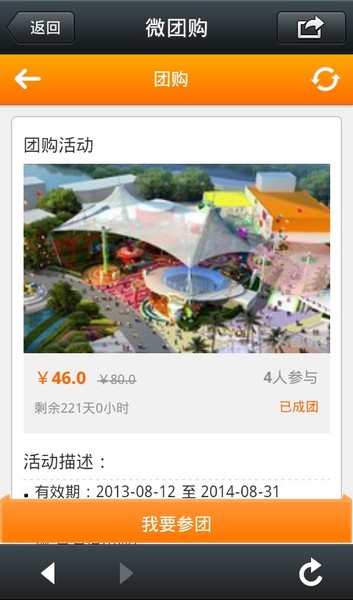 返回
微团购
团购
团购活动
￥46.0 ￥80.0 4人参与
剩余221天0小时 已成团
活动描述：
有效期：2013-08-12 至 2014-08-31
我要参团